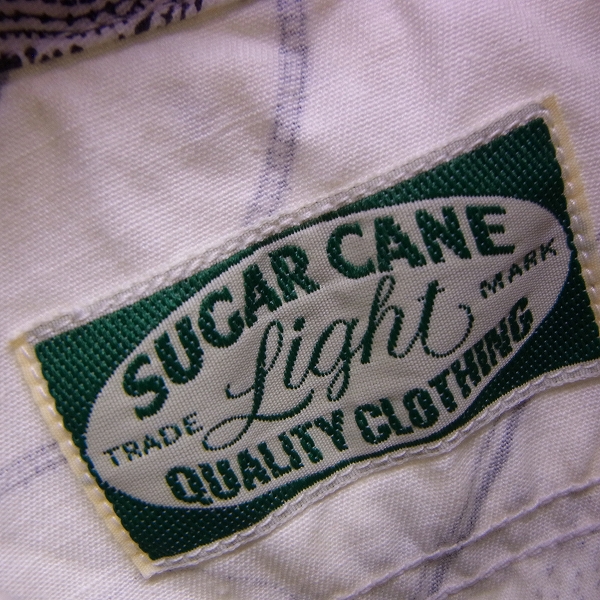 SUGAR CANE
TRADE Light MARK
QUALITY CLOTHING